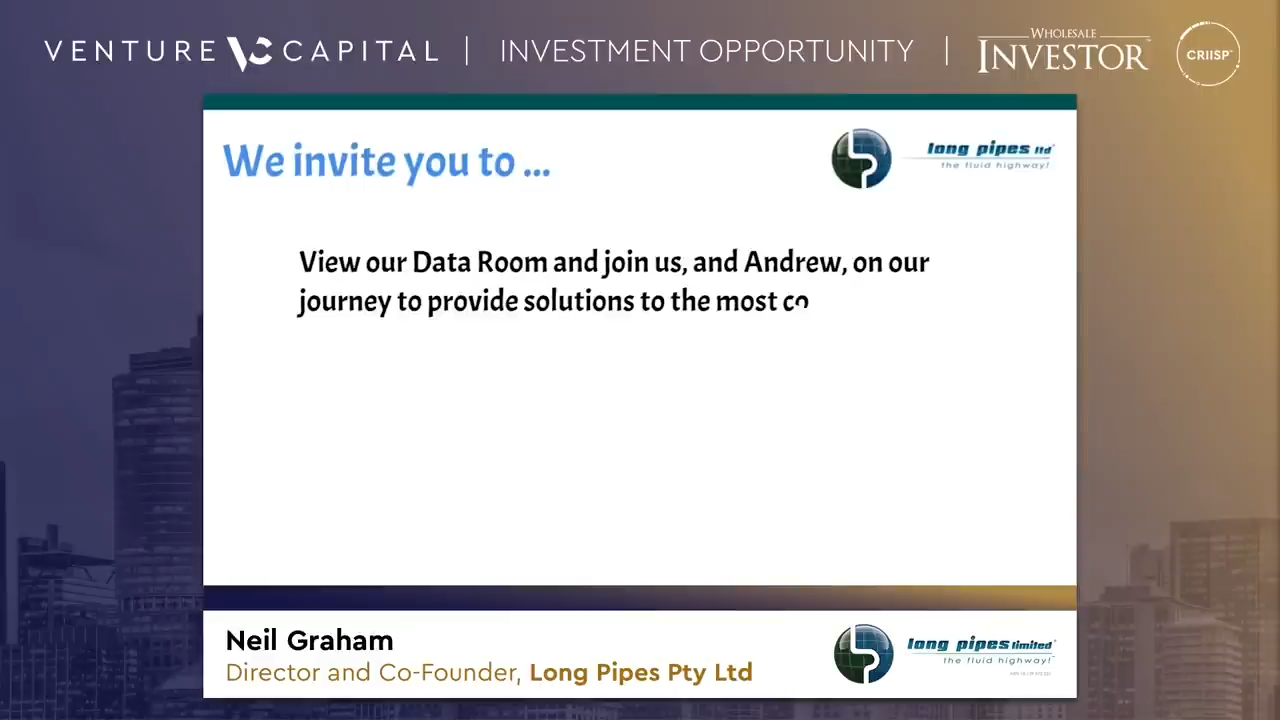 VENTURE VC CAPITAL | INVESTMENT OPPORTUNITY | WHOLESALE INVESTOR CRIISP
We invite you to ...
long pipes ltd
the fluid highway!
View our Data Room and join us, and Andrew, on our
journey to provide solutions to the most co
Neil Graham
Director and Co-Founder, Long Pipes Pty Ltd
long pipes limited
the fluid highway!